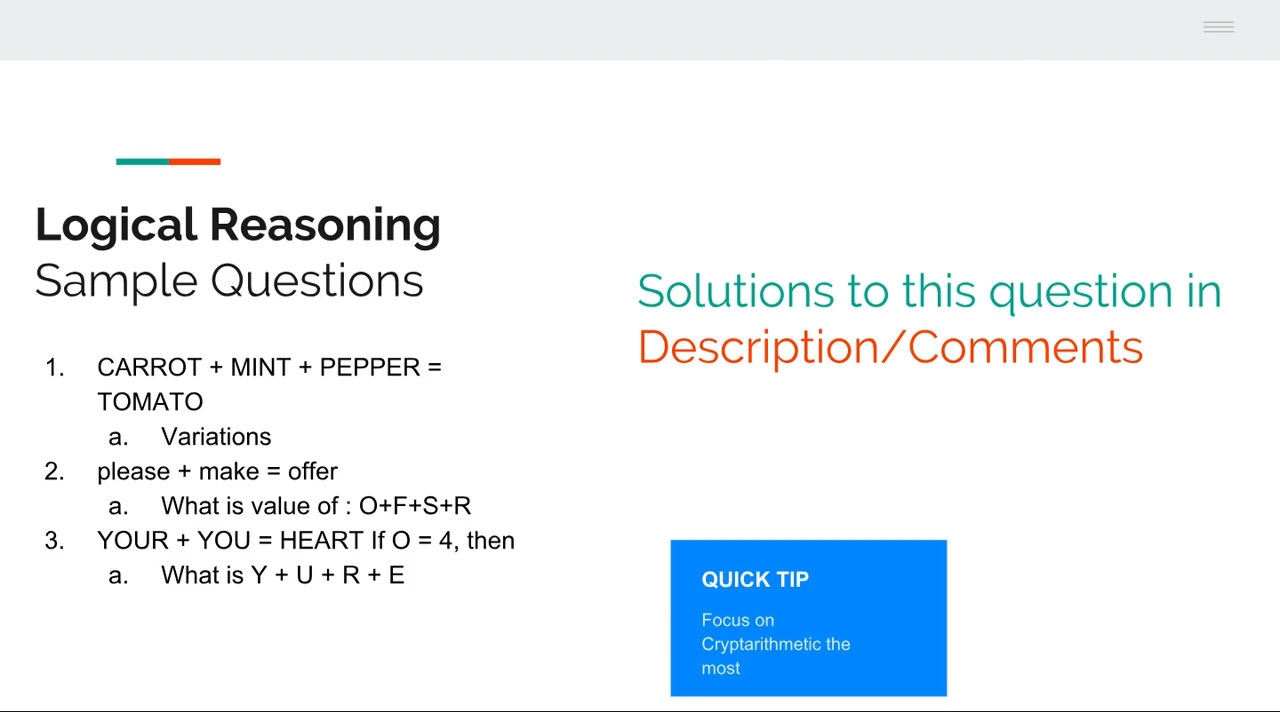 Logical Reasoning
Sample Questions
1. CARROT + MINT + PEPPER =
TOMATO
a. Variations
2. please + make = offer
a. What is value of : O+F+S+R
3. YOUR + YOU = HEART If O = 4, then
a. What is Y + U + R + E
Solutions to this question in
Description/Comments
QUICK TIP
Focus on
Cryptarithmetic the
most